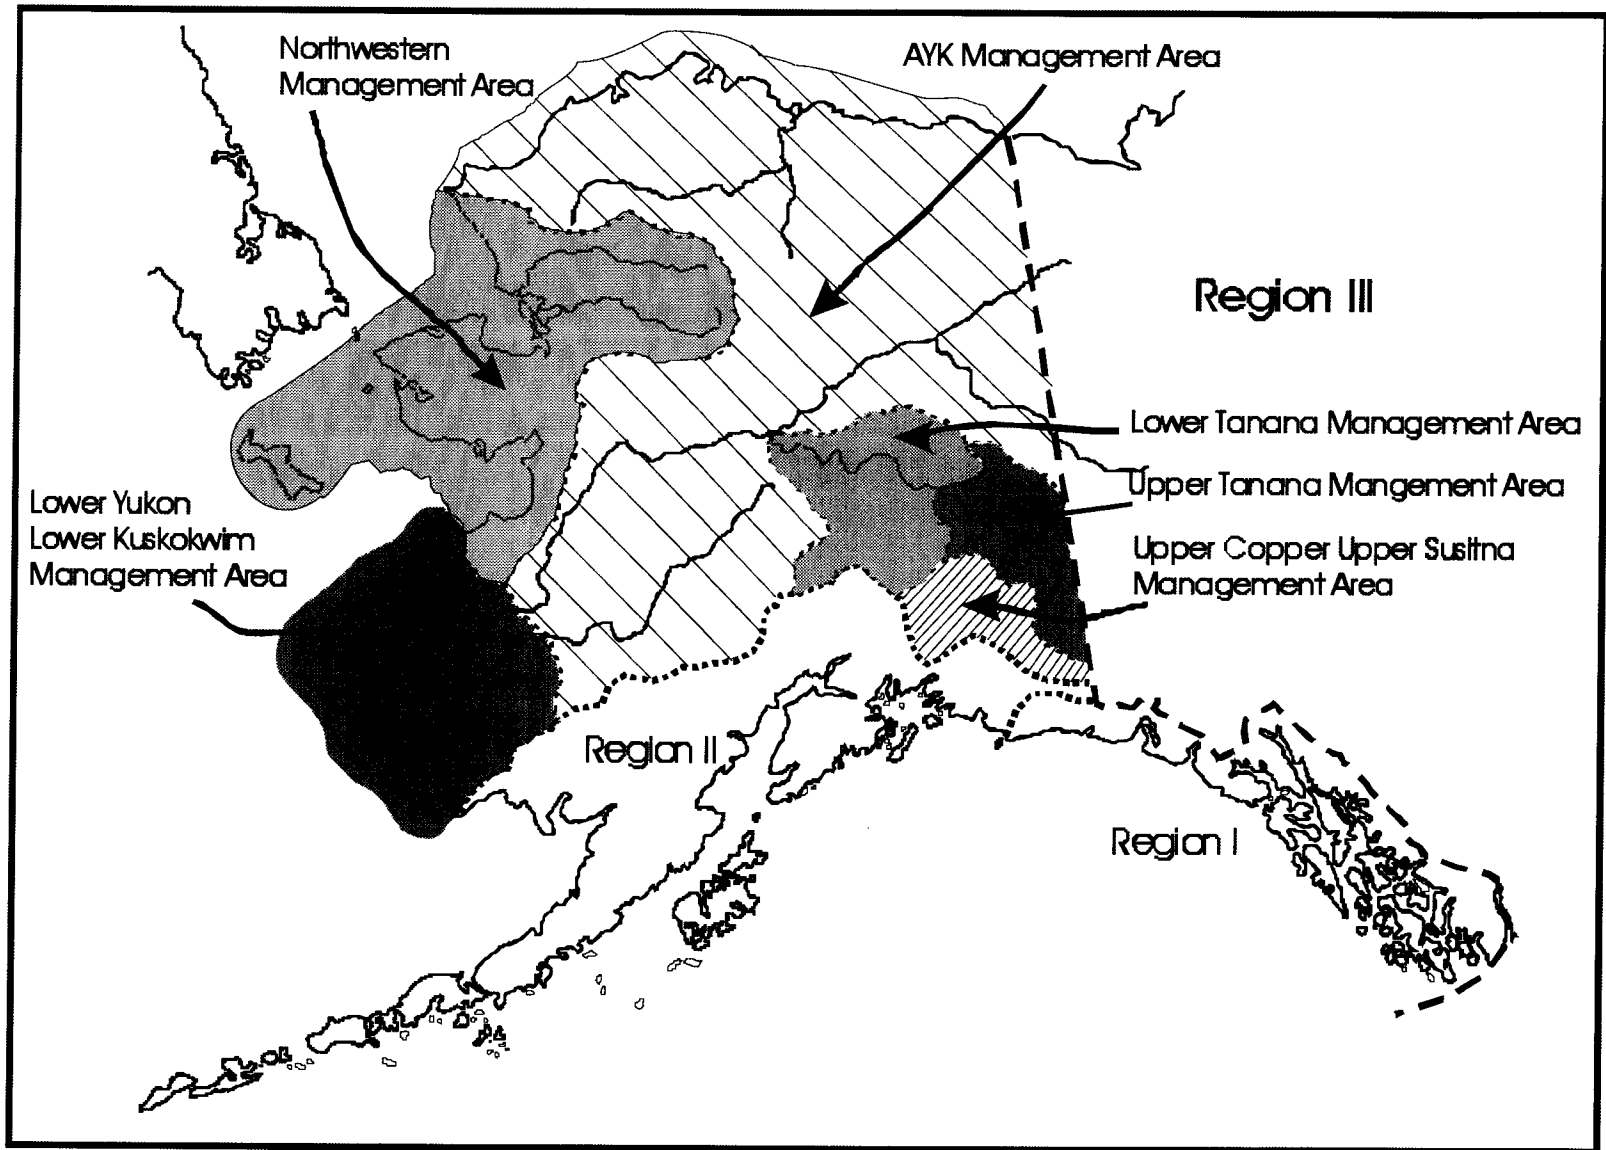 Northwestern
Management Area
AYK Management Area
Region III
Lower Tanana Management Area
Upper Tanana Mangement Area
Lower Yukon
Lower Kuskokwim
Management Area
Upper Copper Upper Susitna
Management Area
Region II
Region I